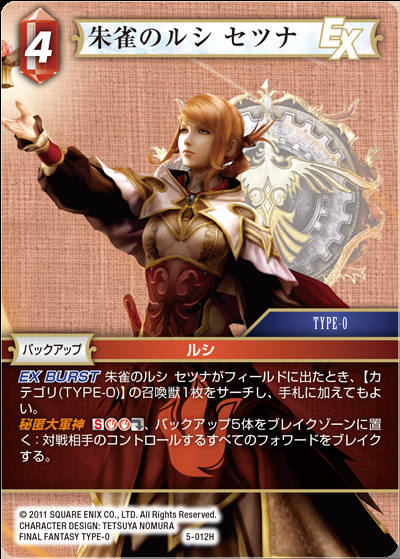 4
朱雀のルシ セツナ
EX
TYPE-0
バックアップ
ルシ
EX BURST 朱雀のルシ セツナがフィールドに出たとき、【カ
テゴリ(TYPE-0)】の召喚獣1枚をサーチし、手札に加えてもよ
い。
秘匿大軍神 S、バックアップ5体をブレイクゾーンに置
く：対戦相手のコントロールするすべてのフォワードをブレイク
する。
© 2011 SQUARE ENIX CO., LTD. All Rights Reserved.
CHARACTER DESIGN: TETSUYA NOMURA
FINAL FANTASY TYPE-0 5-012H